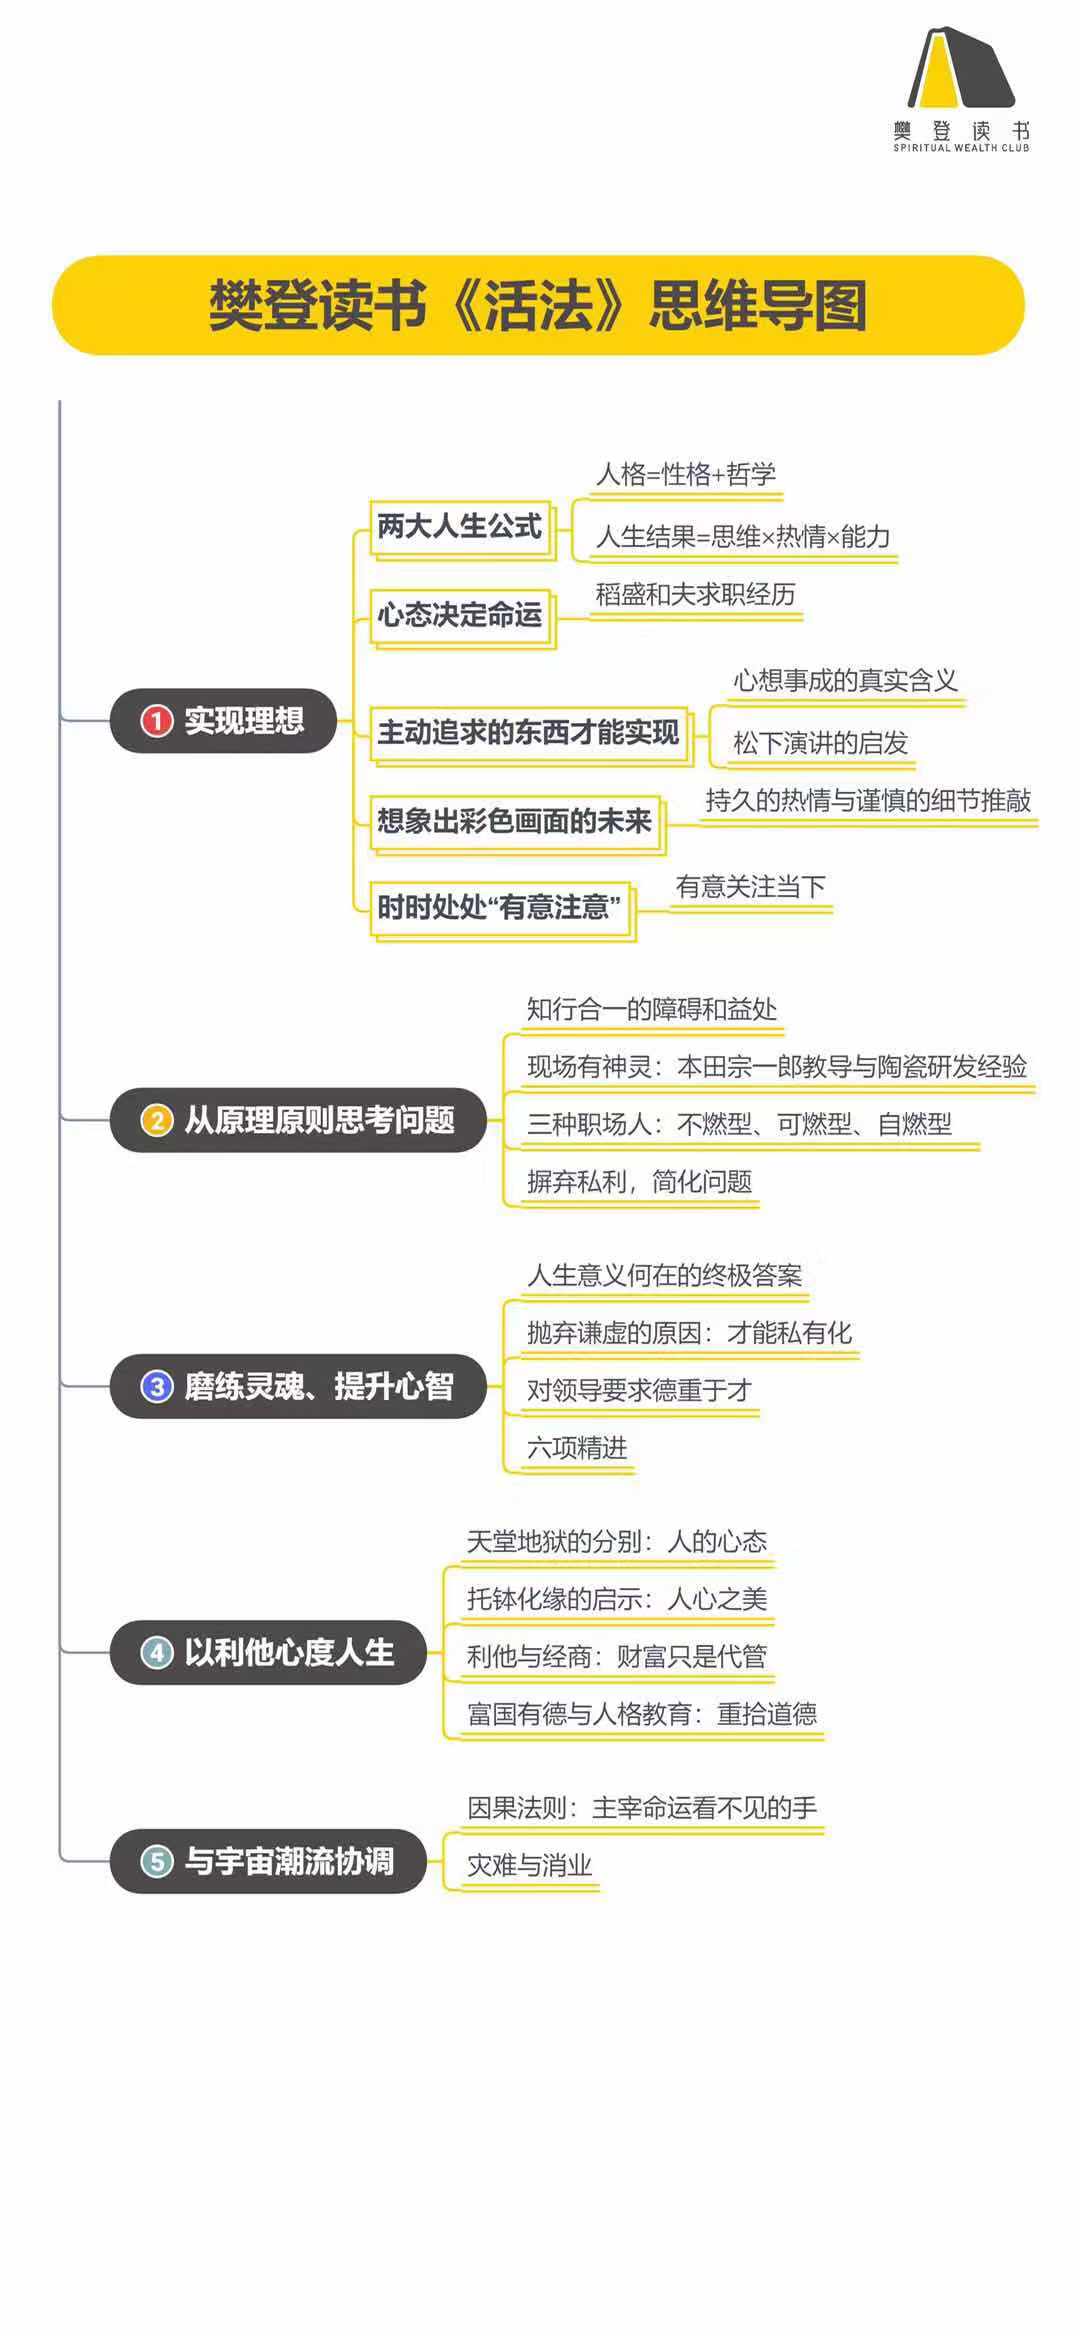 樊登读书
SPIRITUAL WEALTH CLUB
樊登读书《活法》思维导图
1 实现理想
两大人生公式
人格=性格+哲学
人生结果=思维×热情×能力
心态决定命运
稻盛和夫求职经历
主动追求的东西才能实现
心想事成的真实含义
松下演讲的启发
想象出彩色画面的未来
持久的热情与谨慎的细节推敲
时时处处“有意注意”
有意关注当下
2 从原理原则思考问题
知行合一的障碍和益处
现场有神灵：本田宗一郎教导与陶瓷研发经验
三种职场人：不燃型、可燃型、自燃型
摒弃私利，简化问题
3 磨练灵魂、提升心智
人生意义何在的终极答案
抛弃谦虚的原因：才能私有化
对领导要求德重于才
六项精进
4 以利他心度人生
天堂地狱的分别：人的心态
托钵化缘的启示：人心之美
利他与经商：财富只是代管
富国有德与人格教育：重拾道德
5 与宇宙潮流协调
因果法则：主宰命运看不见的手
灾难与消业